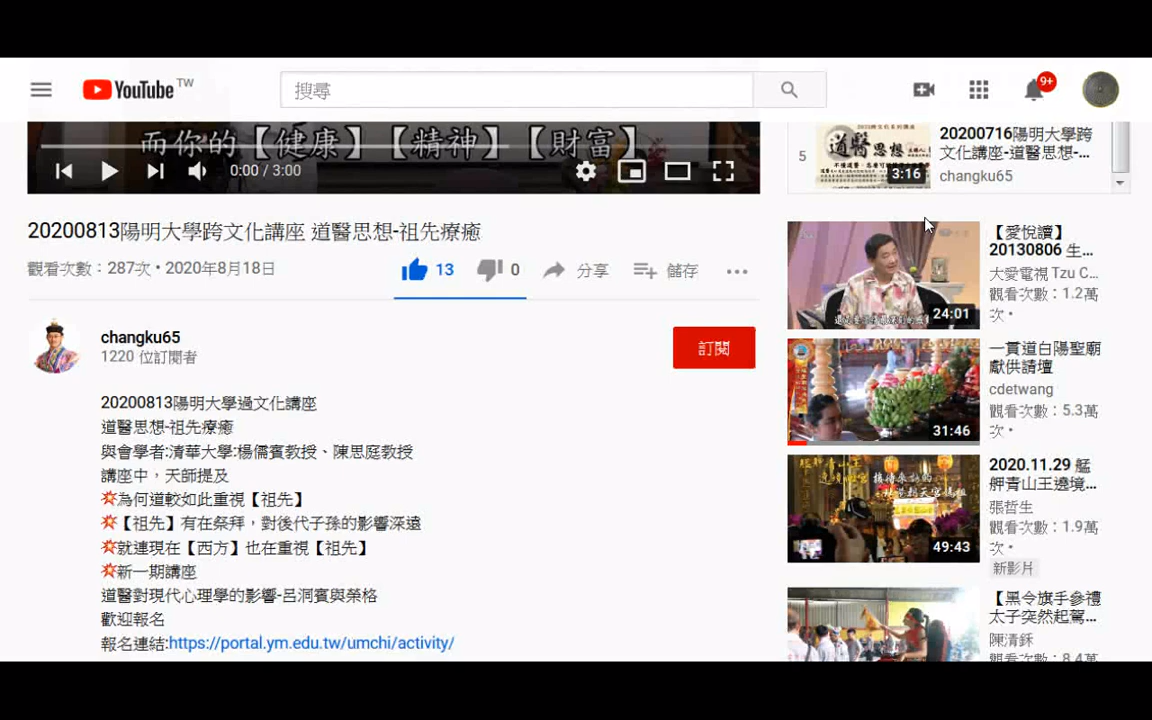 YouTube TW
搜尋
9+
而你的【健康】【精神】【財富】
0:00 / 3:00
20200813陽明大學跨文化講座 道醫思想-祖先療癒
觀看次數：287次・2020年8月18日
13
0
分享
儲存
changku65
1220 位訂閱者
訂閱
20200813陽明大學過文化講座
道醫思想-祖先療癒
與會學者:清華大學:楊儒賓教授、陳思庭教授
講座中，天師提及
為何道較如此重視【祖先】
【祖先】有在祭拜，對後代子孫的影響深遠
就連現在【西方】也在重視【祖先】
新一期講座
道醫對現代心理學的影響-呂洞賓與榮格
歡迎報名
報名連結:https://portal.ym.edu.tw/umchi/activity/
5
道醫思想
3:16
20200716陽明大學跨
文化講座-道醫思想-...
changku65
24:01
【愛悅讀】
20130806 生...
大愛電視 Tzu C...
觀看次數：1.2萬
次・
31:46
一貫道白陽聖廟
獻供請壇
cdetwang
觀看次數：5.3萬
次・
49:43
2020.11.29 艋
舺青山王遶境...
張哲生
觀看次數：1.9萬
次・
新影片
【黑令旗手參禮
太子突然起駕...
陳清鉌
觀看次數：8.4萬